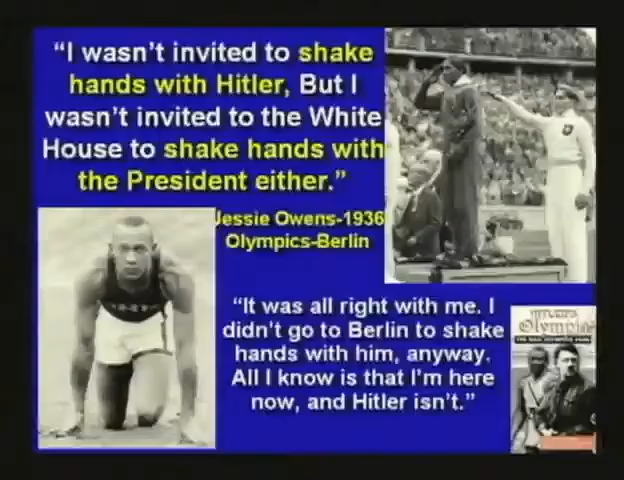 “I wasn’t invited to shake
hands with Hitler, But I
wasn’t invited to the White
House to shake hands with
the President either.”
Jessie Owens-1936
Olympics-Berlin
“It was all right with me. I
didn’t go to Berlin to shake
hands with him, anyway.
All I know is that I’m here
now, and Hitler isn’t.”
Olympics